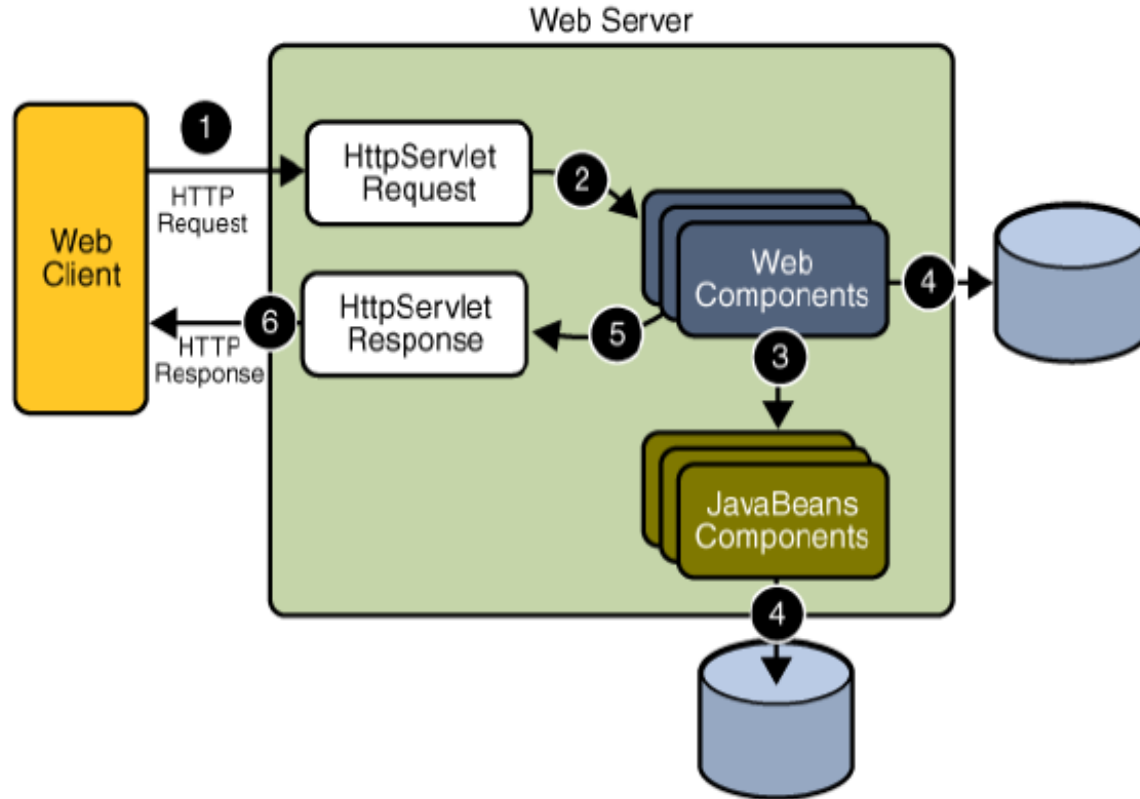 Web Server
1
HTTP
Request
HttpServlet
Request
2
Web
Client
Web
Components
4
HttpServlet
Response
5
6
HTTP
Response
3
JavaBeans
Components
4